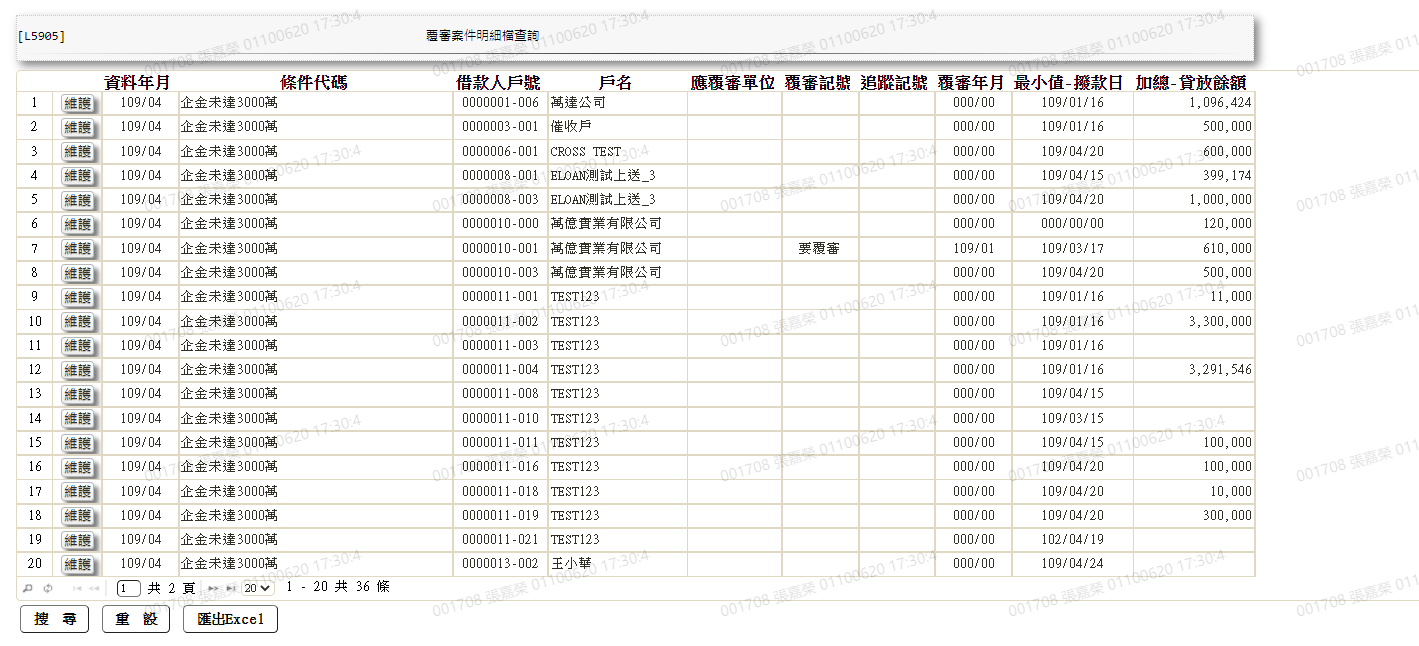 [L5905] 覆審案件明細檔查詢
資料年月 條件代碼 借款人戶號 戶名 應覆審單位 覆審記號 追蹤記號 覆審年月 最小值-撥款日 加總-貸放餘額
1 維護 109/04 企金未達3000萬 0000001-006 萬達公司 000/00 109/01/16 1,096,424
2 維護 109/04 企金未達3000萬 0000003-001 催收戶 000/00 109/01/16 500,000
3 維護 109/04 企金未達3000萬 0000006-001 CROSS TEST 000/00 109/04/20 600,000
4 維護 109/04 企金未達3000萬 0000008-001 ELOAN測試上送_3 000/00 109/04/15 399,174
5 維護 109/04 企金未達3000萬 0000008-003 ELOAN測試上送_3 000/00 109/04/20 1,000,000
6 維護 109/04 企金未達3000萬 0000010-000 萬億實業有限公司 000/00 000/00/00 120,000
7 維護 109/04 企金未達3000萬 0000010-001 萬億實業有限公司 要覆審 109/01 109/03/17 610,000
8 維護 109/04 企金未達3000萬 0000010-003 萬億實業有限公司 000/00 109/04/20 500,000
9 維護 109/04 企金未達3000萬 0000011-001 TEST123 000/00 109/01/16 11,000
10 維護 109/04 企金未達3000萬 0000011-002 TEST123 000/00 109/01/16 3,300,000
11 維護 109/04 企金未達3000萬 0000011-003 TEST123 000/00 109/01/16
12 維護 109/04 企金未達3000萬 0000011-004 TEST123 000/00 109/01/16 3,291,546
13 維護 109/04 企金未達3000萬 0000011-008 TEST123 000/00 109/04/15
14 維護 109/04 企金未達3000萬 0000011-010 TEST123 000/00 109/03/15
15 維護 109/04 企金未達3000萬 0000011-011 TEST123 000/00 109/04/15 100,000
16 維護 109/04 企金未達3000萬 0000011-016 TEST123 000/00 109/04/20 100,000
17 維護 109/04 企金未達3000萬 0000011-018 TEST123 000/00 109/04/20 10,000
18 維護 109/04 企金未達3000萬 0000011-019 TEST123 000/00 109/04/20 300,000
19 維護 109/04 企金未達3000萬 0000011-021 TEST123 000/00 102/04/19
20 維護 109/04 企金未達3000萬 0000013-002 王小華 000/00 109/04/24
1 共 2 頁 20 1 - 20 共 36 條
搜 尋 重 設 匯出Excel
001708 張嘉榮 01100620 17:30:4